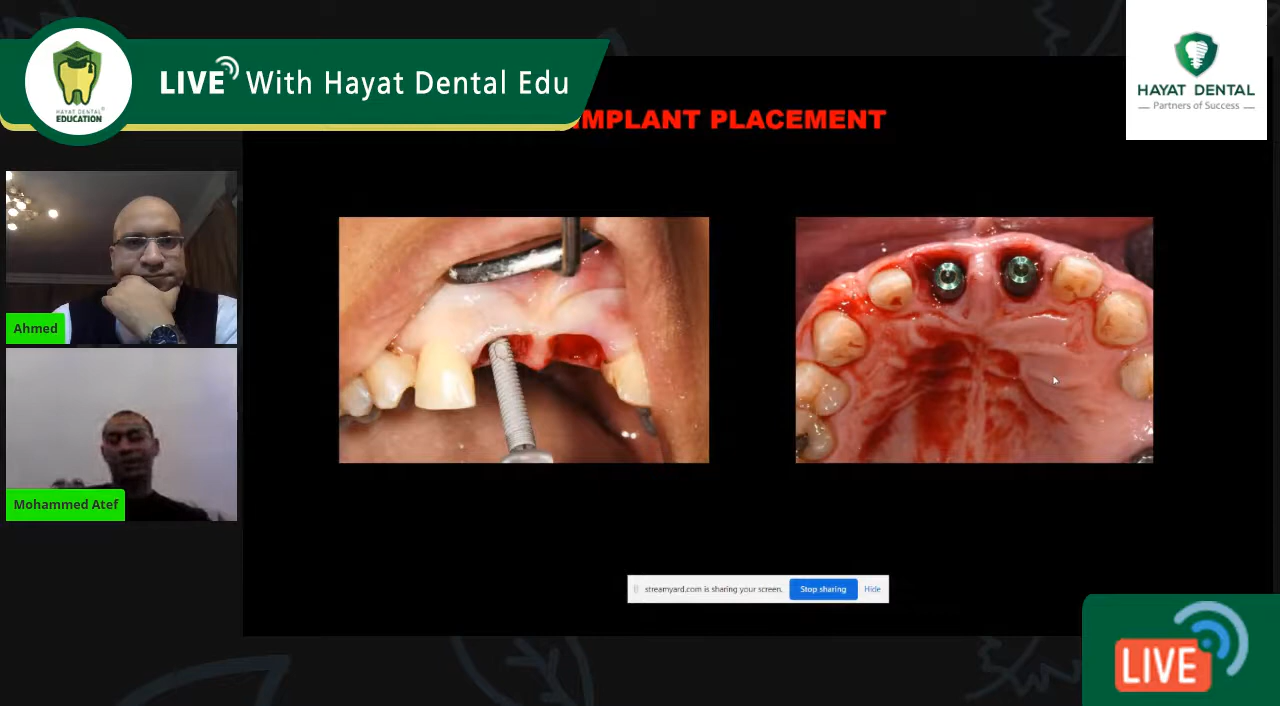 LIVE With Hayat Dental Edu
HAYAT DENTAL
EDUCATION
HAYAT DENTAL
Partners of Success
IMPLANT PLACEMENT
Ahmed
Mohammed Atef
streamyard.com is sharing your screen.
Stop sharing
Hide
LIVE